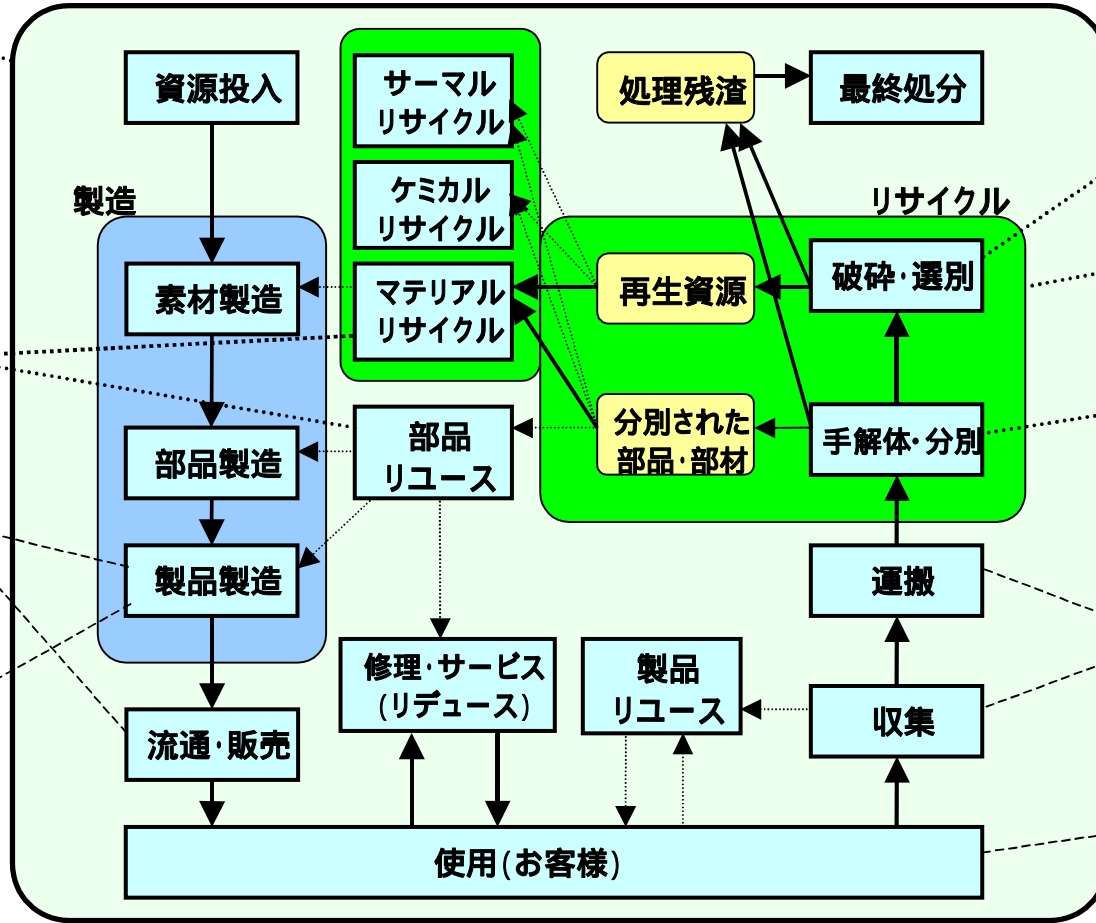 資源投入
サーマル
リサイクル
処理残渣
最終処分
ケミカル
リサイクル
製造
リサイクル
素材製造
マテリアル
リサイクル
再生資源
破砕・選別
部品製造
部品
リユース
分別された
部品・部材
手解体・分別
製品製造
運搬
修理・サービス
(リデュース)
製品
リユース
収集
流通・販売
使用(お客様)